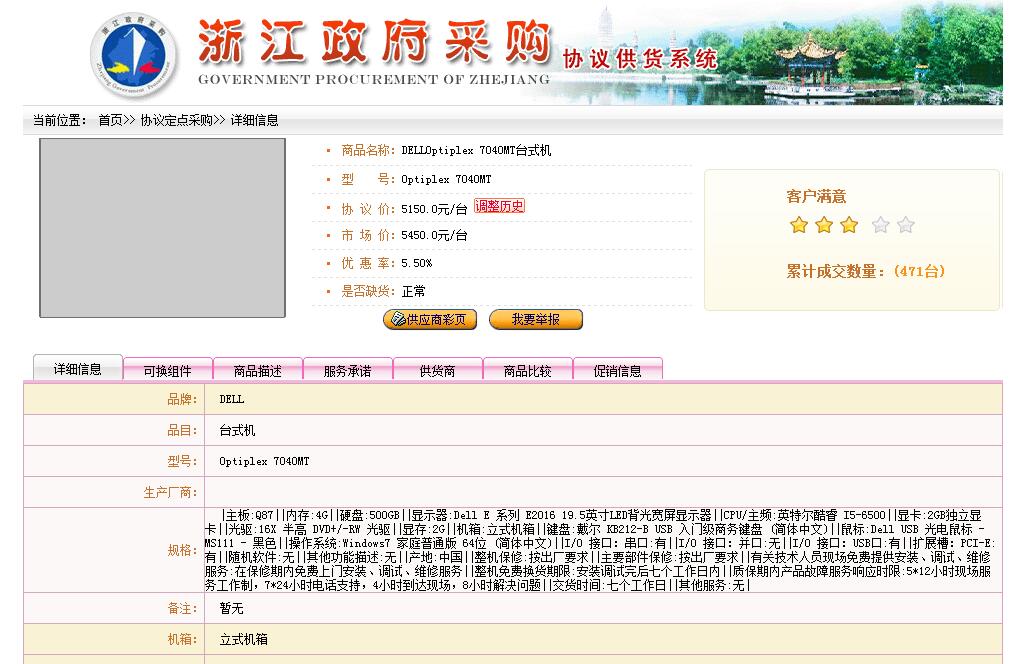 浙江政府采购
GOVERNMENT PROCUREMENT OF ZHEJIANG
协议供货系统
当前位置： 首页>> 协议定点采购>> 详细信息
商品名称: DELLOptiplex 7040MT台式机
型 号: Optiplex 7040MT
协 议 价: 5150.0元/台 调整历史
市 场 价: 5450.0元/台
优 惠 率: 5.50%
是否缺货: 正常
供应商彩页 我要举报
客户满意
累计成交数量：(471台)
详细信息 可换组件 商品描述 服务承诺 供货商 商品比较 促销信息
品牌: DELL
品目: 台式机
型号: Optiplex 7040MT
生产厂商:
规格: |主板:Q87||内存:4G||硬盘:500GB||显示器:Dell E 系列 E2016 19.5英寸LED背光宽屏显示器||CPU/主频:英特尔酷睿 I5-6500||显卡:2GB独立显
卡||光驱:16X 半高 DVD+/-RW 光驱||显存:2G||机箱:立式机箱||键盘:戴尔 KB212-B USB 入门级商务键盘 (简体中文)||鼠标:Dell USB 光电鼠标 -
MS111 - 黑色||操作系统:Windows7 家庭普通版 64位 (简体中文)||I/O 接口: 串口:有||I/O 接口: 并口:无||I/O 接口: USB口:有||扩展槽: PCI-E:
有||随机软件:无||其他功能描述:无||产地:中国||整机保修:按出厂要求||主要部件保修:按出厂要求||有关技术人员现场免费提供安装、调试、维修
服务:在保修期内免费上门安装、调试、维修服务||整机免费换货期限:安装调试完后七个工作日内||质保期内产品故障服务响应时限:5*12小时现场服
务工作制，7*24小时电话支持，4小时到达现场，8小时解决问题||交货时间:七个工作日||其他服务:无|
备注: 暂无
机箱: 立式机箱